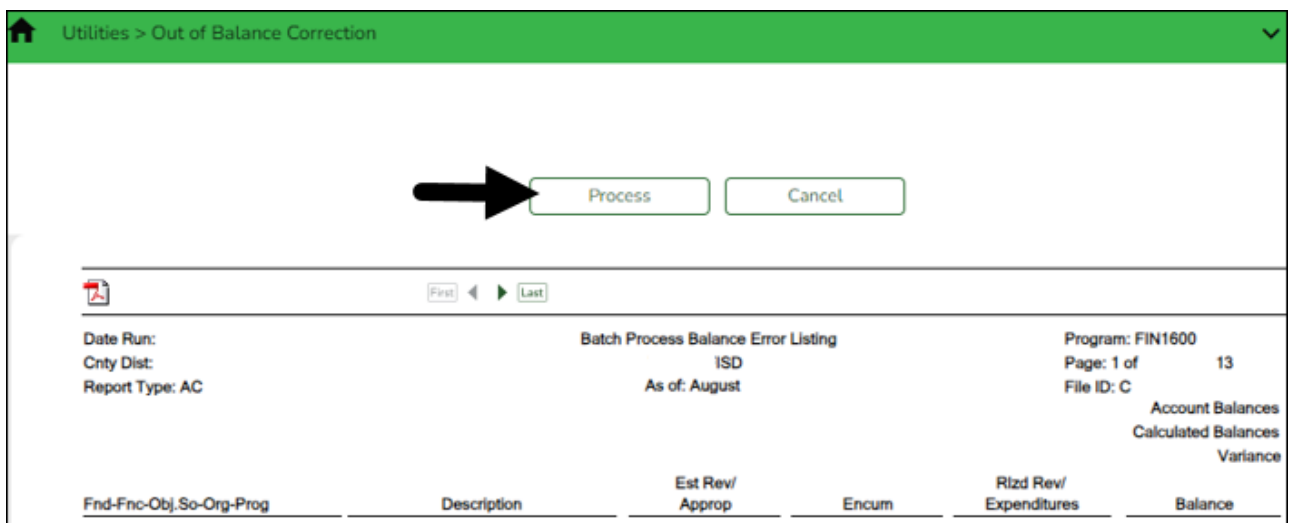 Utilities > Out of Balance Correction
Process Cancel
First Last
Date Run: Batch Process Balance Error Listing Program: FIN1600
Cnty Dist: ISD Page: 1 of 13
Report Type: AC As of: August File ID: C
Account Balances
Calculated Balances
Variance
Est Rev/ Rlzd Rev/
Fnd-Fnc-Obj.So-Org-Prog Description Approp Encum Expenditures Balance